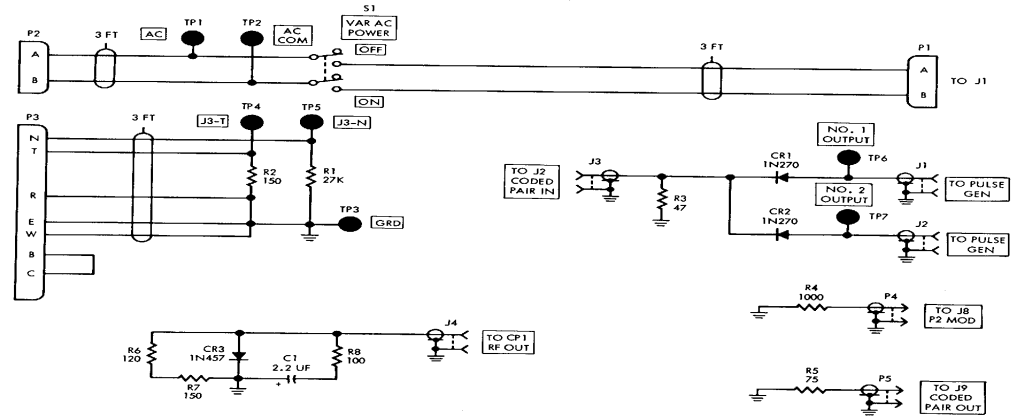 S1
VAR AC
POWER
P2
3 FT
AC
TP1
TP2
AC
COM
OFF
3 FT
P1
A
A
B
B
TO J1
ON
P3
3 FT
J3-T
TP4
TP5
J3-N
N
T
R2
150
R1
27K
R
TP3
GRD
E
W
B
C
NO. 1
OUTPUT
TO J2
CODED
PAIR IN
J3
CR1
1N270
TP6
J1
TO PULSE
GEN
R3
47
NO. 2
OUTPUT
CR2
1N270
TP7
J2
TO PULSE
GEN
R4
1000
P4
TO J8
P2 MOD
J4
TO CP1
RF OUT
R6
120
CR3
1N457
C1
2.2 UF
+
R8
100
R7
150
R5
75
P5
TO J9
CODED
PAIR OUT